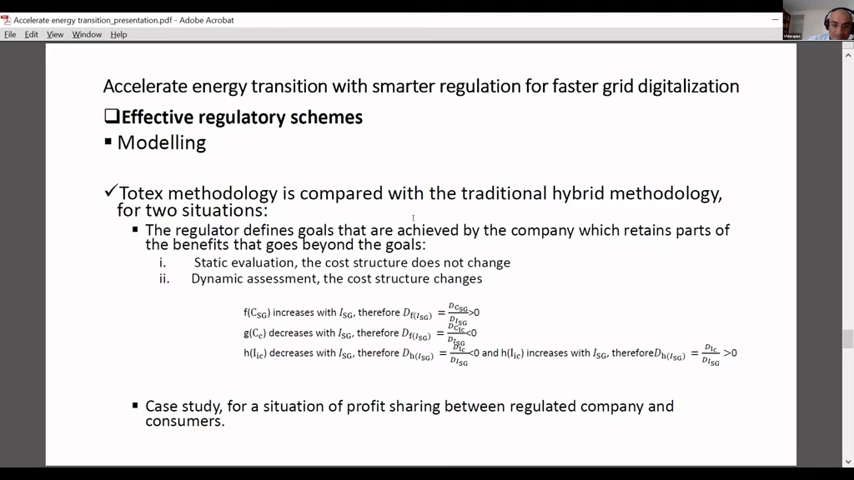 Accelerate energy transition_presentation.pdf - Adobe Acrobat
File Edit View Window Help
Accelerate energy transition with smarter regulation for faster grid digitalization
❑Effective regulatory schemes
▪ Modelling
✓Totex methodology is compared with the traditional hybrid methodology,
for two situations:
▪ The regulator defines goals that are achieved by the company which retains parts of
the benefits that goes beyond the goals:
i. Static evaluation, the cost structure does not change
ii. Dynamic assessment, the cost structure changes
f(C_SG) increases with I_SG, therefore D_f(I_SG) = D_C_SG/D_I_SG >0
g(C_c) decreases with I_SG, therefore D_f(I_SG) = D_C_Ic/D_I_SG <0
h(I_ic) decreases with I_SG, therefore D_h(I_SG) = D_I_c/D_I_SG <0 and h(I_ic) increases with I_SG, thereforeD_h(I_SG) = D_I_c/D_I_SG >0
▪ Case study, for a situation of profit sharing between regulated company and
consumers.